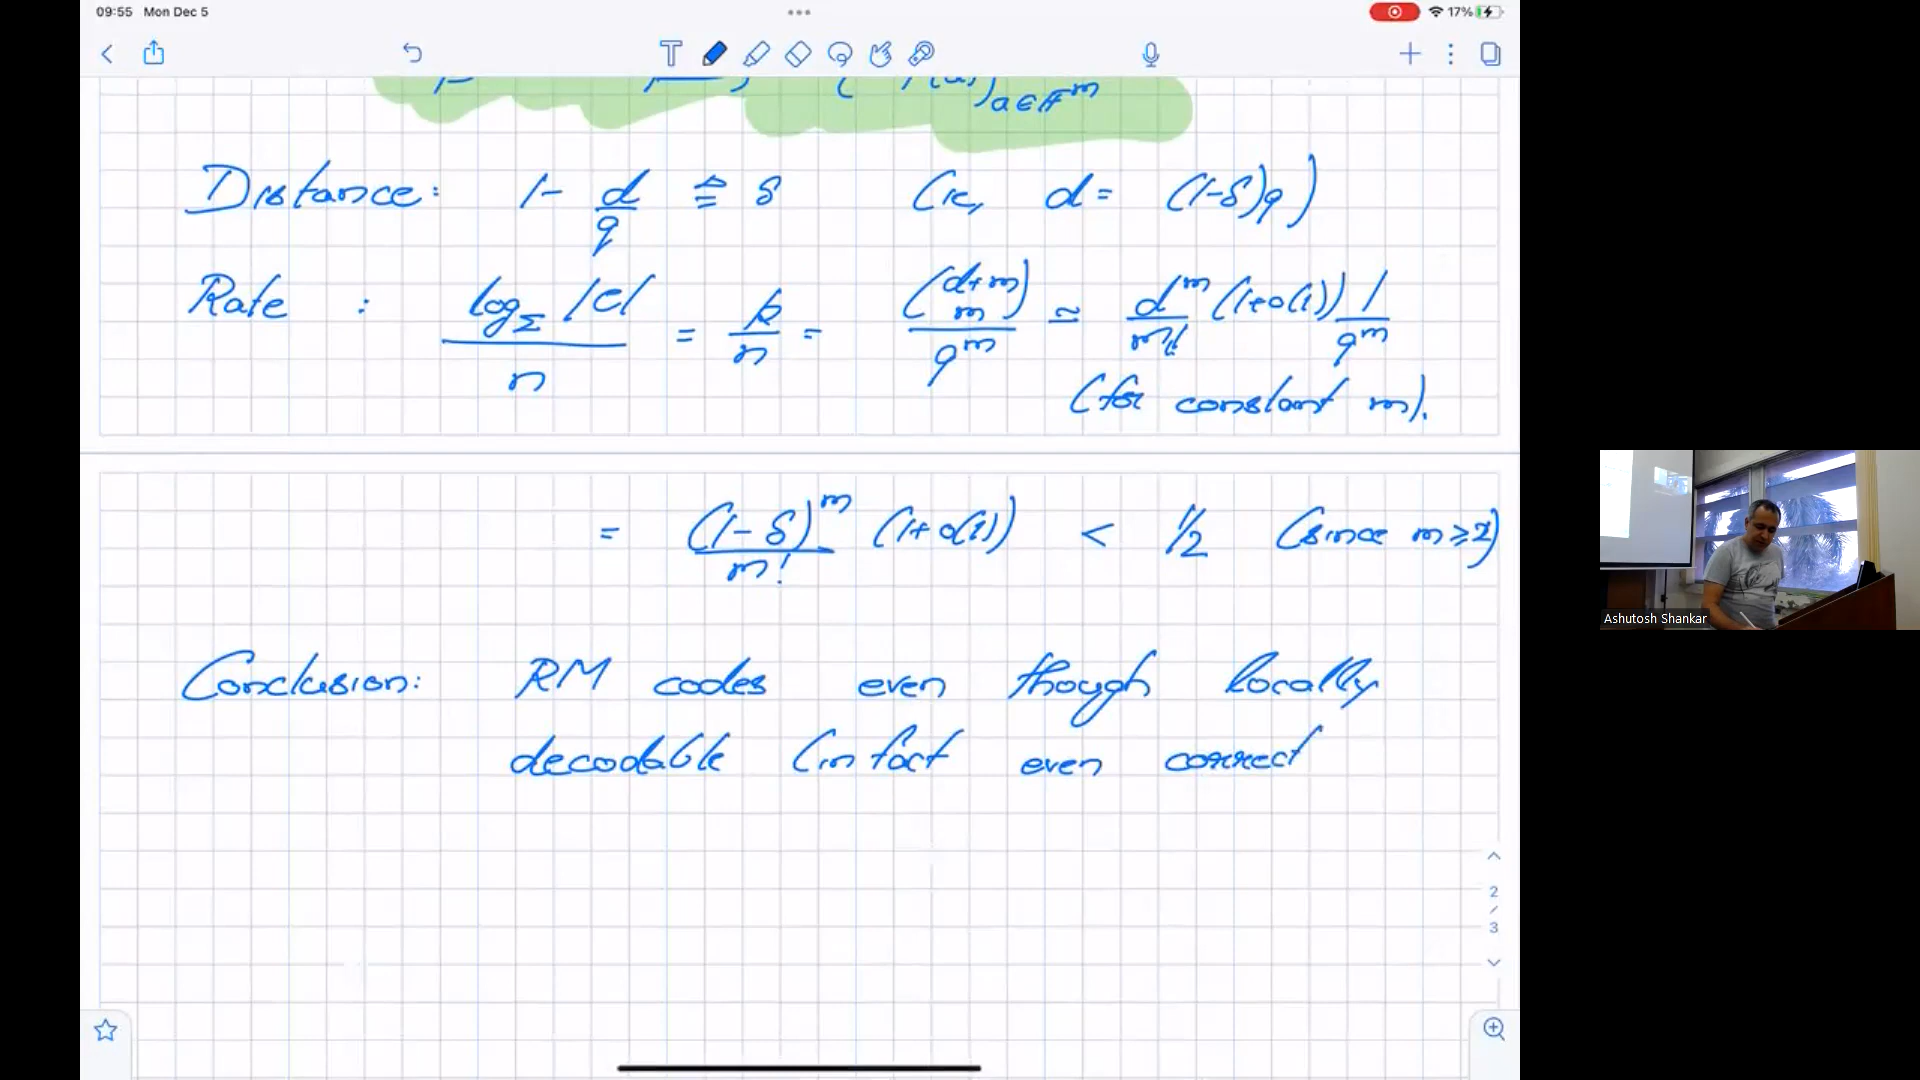 09:55 Mon Dec 5
17%
)a∈𝔽^m
Distance: 1 - d/q ≜ δ (ie, d = (1-δ)q)
Rate : log_Σ |C| / n = k/n = (d+m choose m) / q^m ≃ d^m/m! (1+o(1)) 1/q^m
(for constant m).
= (1-δ)^m / m! (1+o(1)) < 1/2 (since m≥2)
Conclusion: RM codes even though locally
decodable (in fact even correct
2
/
3
Ashutosh Shankar